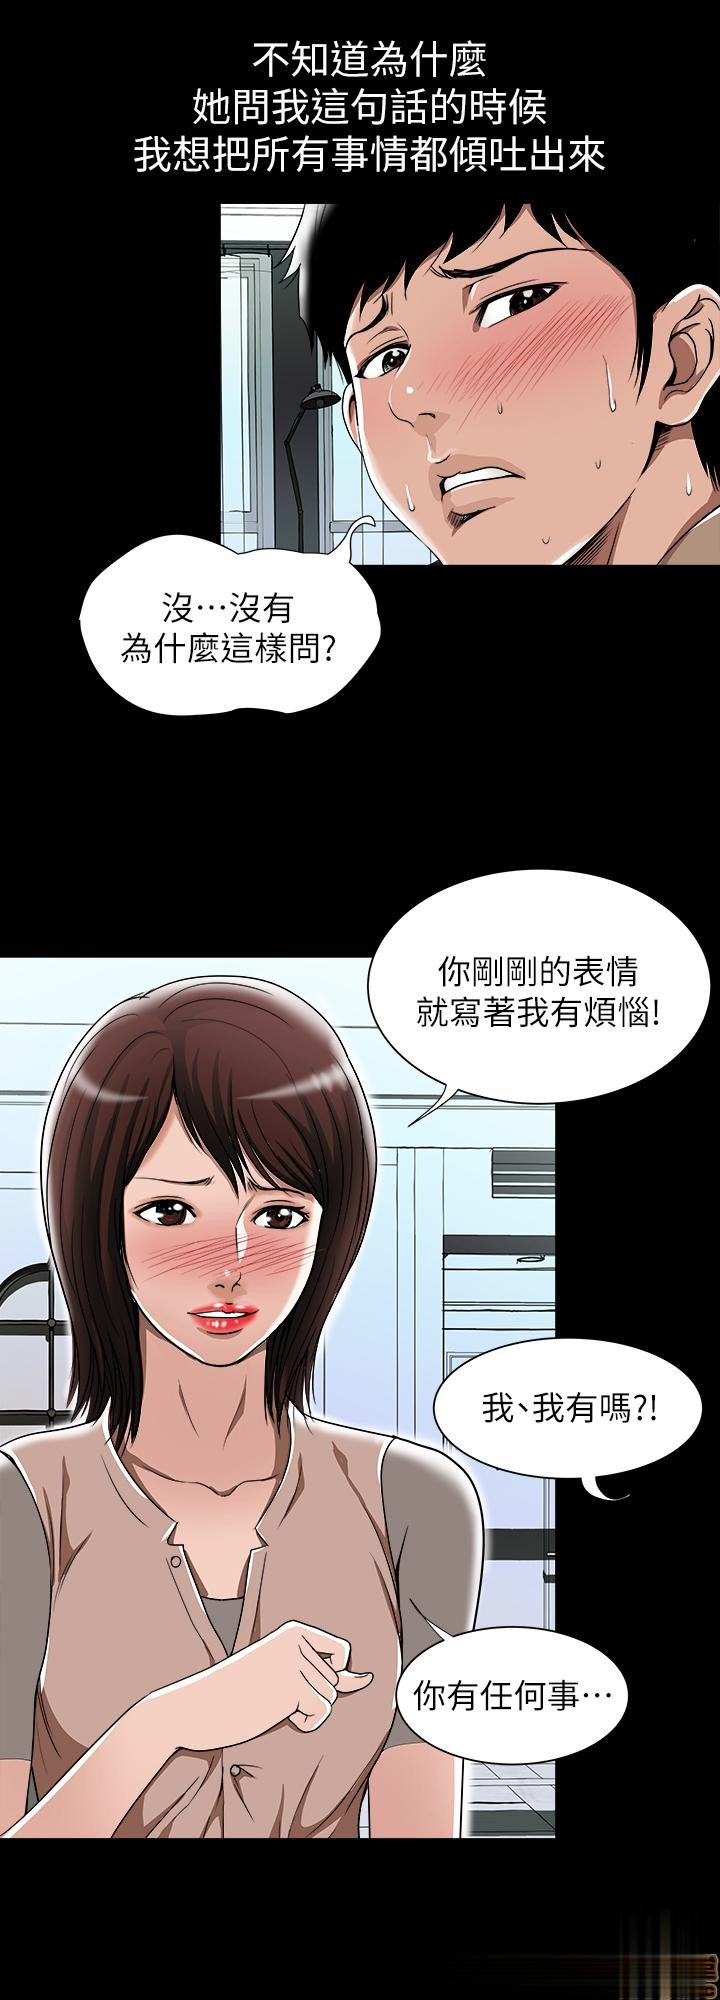 不知道為什麼
她問我這句話的時候
我想把所有事情都傾吐出來
沒…沒有
為什麼這樣問?
你剛剛的表情
就寫著我有煩惱!
我、我有嗎?!
你有任何事…